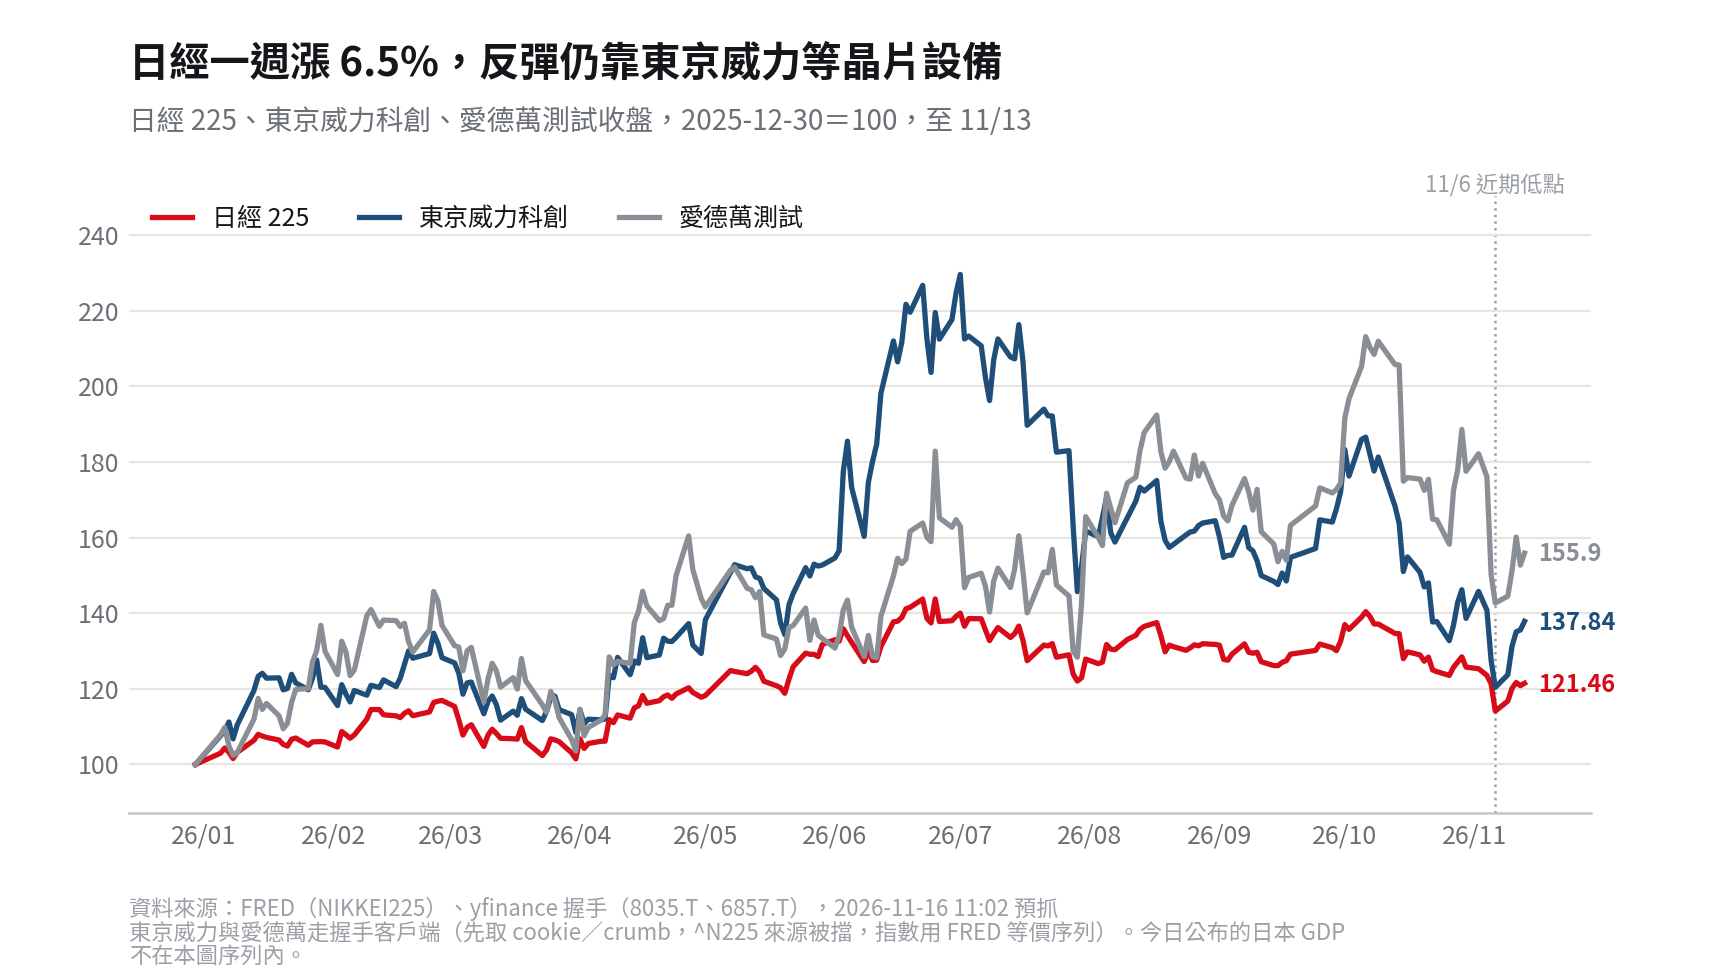 日經一週漲 6.5%，反彈仍靠東京威力等晶片設備
日經 225、東京威力科創、愛德萬測試收盤，2025-12-30＝100，至 11/13
11/6 近期低點
日經 225 東京威力科創 愛德萬測試
240
220
200
180
160
140
120
100
155.9
137.84
121.46
26/01 26/02 26/03 26/04 26/05 26/06 26/07 26/08 26/09 26/10 26/11
資料來源：FRED（NIKKEI225）、yfinance 握手（8035.T、6857.T），2026-11-16 11:02 預抓
東京威力與愛德萬走握手客戶端（先取 cookie／crumb，^N225 來源被擋，指數用 FRED 等價序列）。今日公布的日本 GDP
不在本圖序列內。